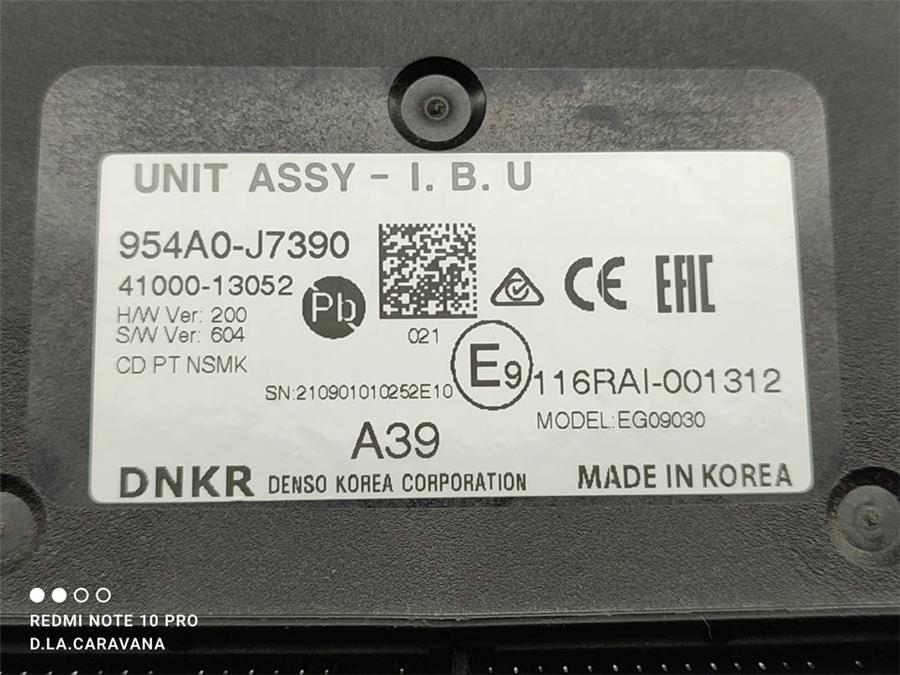 UNIT ASSY - I. B. U
954A0-J7390
41000-13052
H/W Ver: 200
S/W Ver: 604
CD PT NSMK
Pb
021
CE
EAC
SN:210901010252E10
E9
116RAI-001312
MODEL:EG09030
A39
DNKR DENSO KOREA CORPORATION
MADE IN KOREA
REDMI NOTE 10 PRO
D.LA.CARAVANA